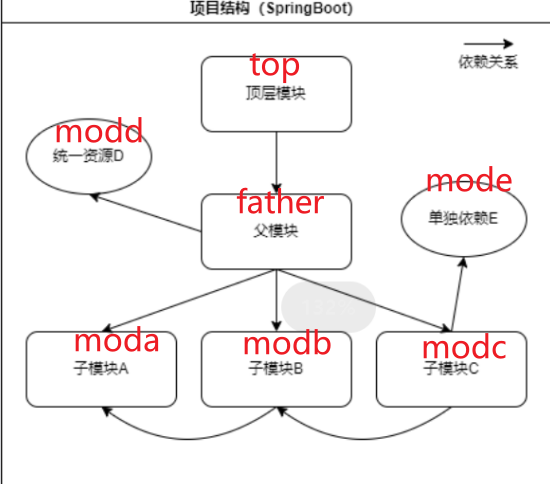 项目结构（SpringBoot）
依赖关系
top
顶层模块
modd
统一资源D
father
父模块
mode
单独依赖E
moda
子模块A
modb
子模块B
modc
子模块C